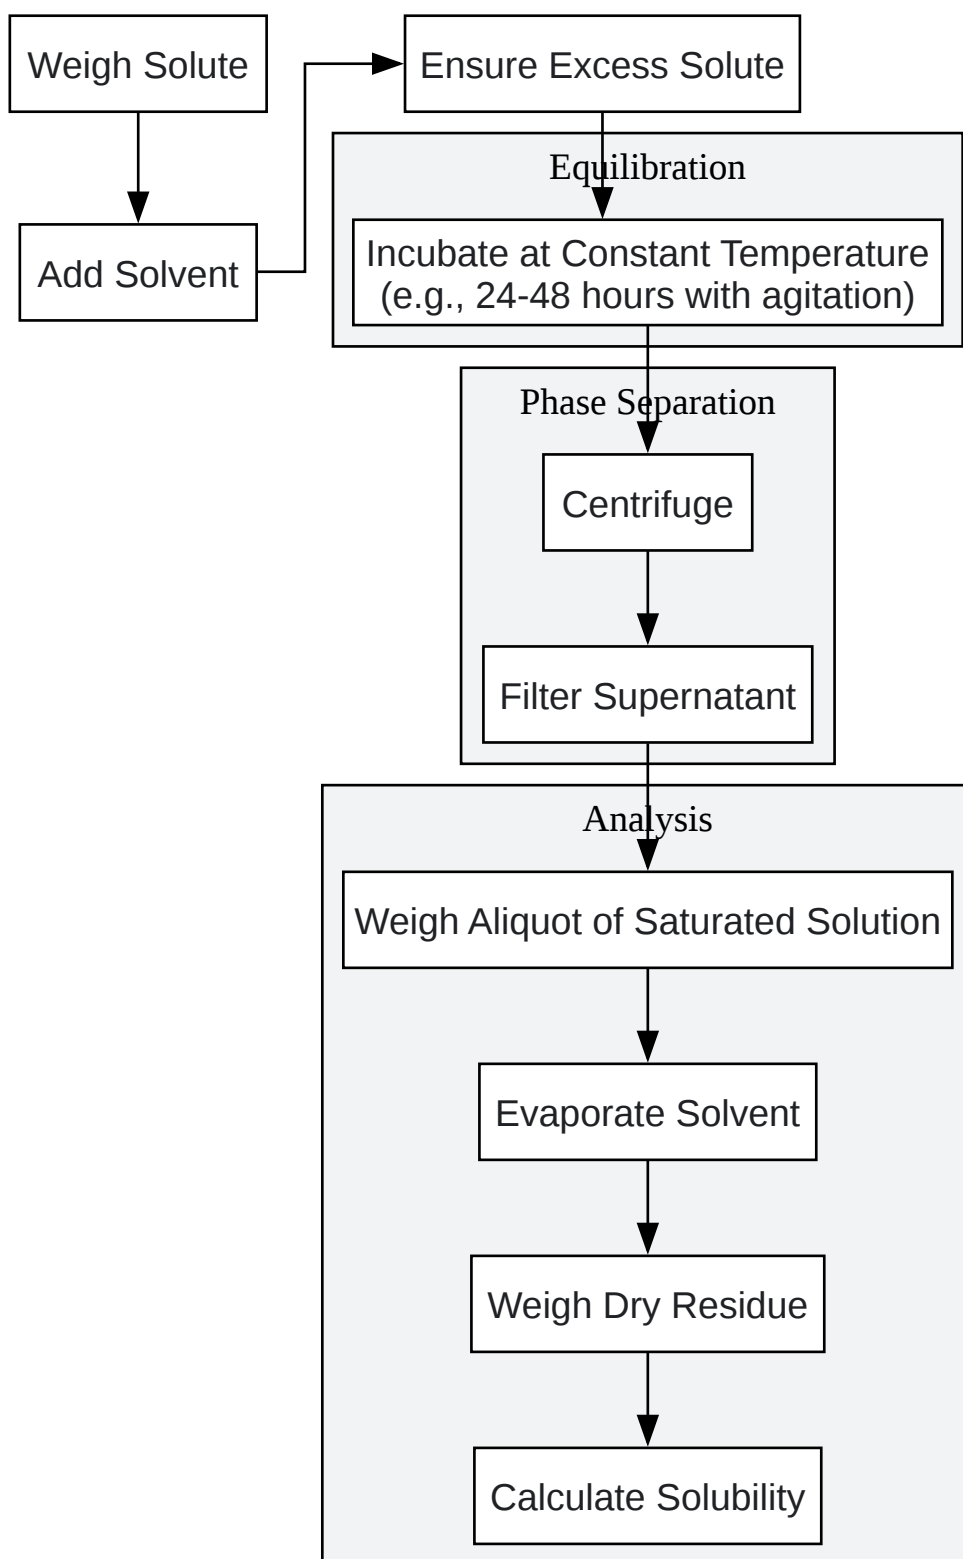 Weigh Solute
Ensure Excess Solute
Add Solvent
Equilibration
Incubate at Constant Temperature
(e.g., 24-48 hours with agitation)
Phase Separation
Centrifuge
Filter Supernatant
Analysis
Weigh Aliquot of Saturated Solution
Evaporate Solvent
Weigh Dry Residue
Calculate Solubility